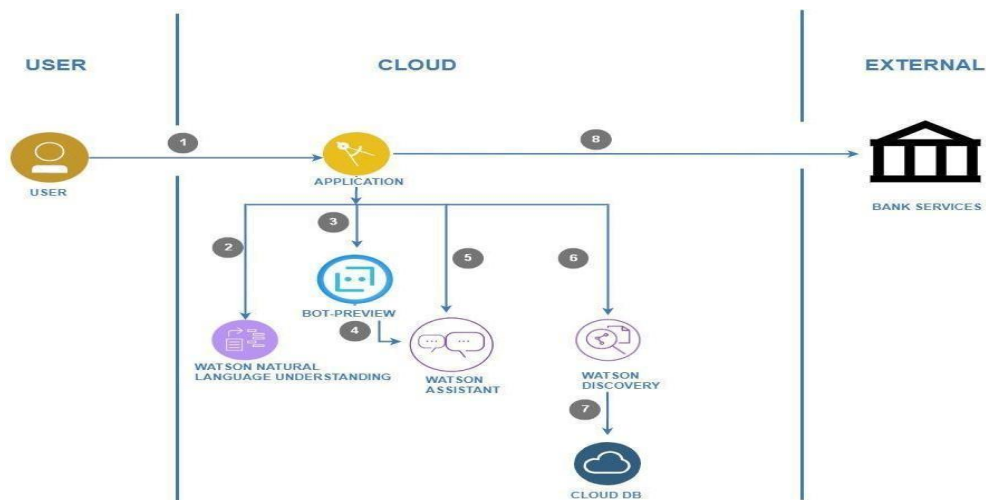 USER
CLOUD
EXTERNAL
1
8
USER
APPLICATION
BANK SERVICES
2
3
5
6
BOT-PREVIEW
4
WATSON NATURAL
LANGUAGE UNDERSTANDING
WATSON
ASSISTANT
WATSON
DISCOVERY
7
CLOUD DB